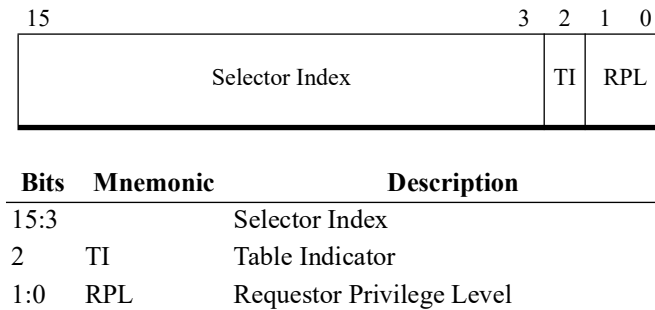 15 3 2 1 0
Selector Index TI RPL
Bits Mnemonic Description
15:3 Selector Index
2 TI Table Indicator
1:0 RPL Requestor Privilege Level